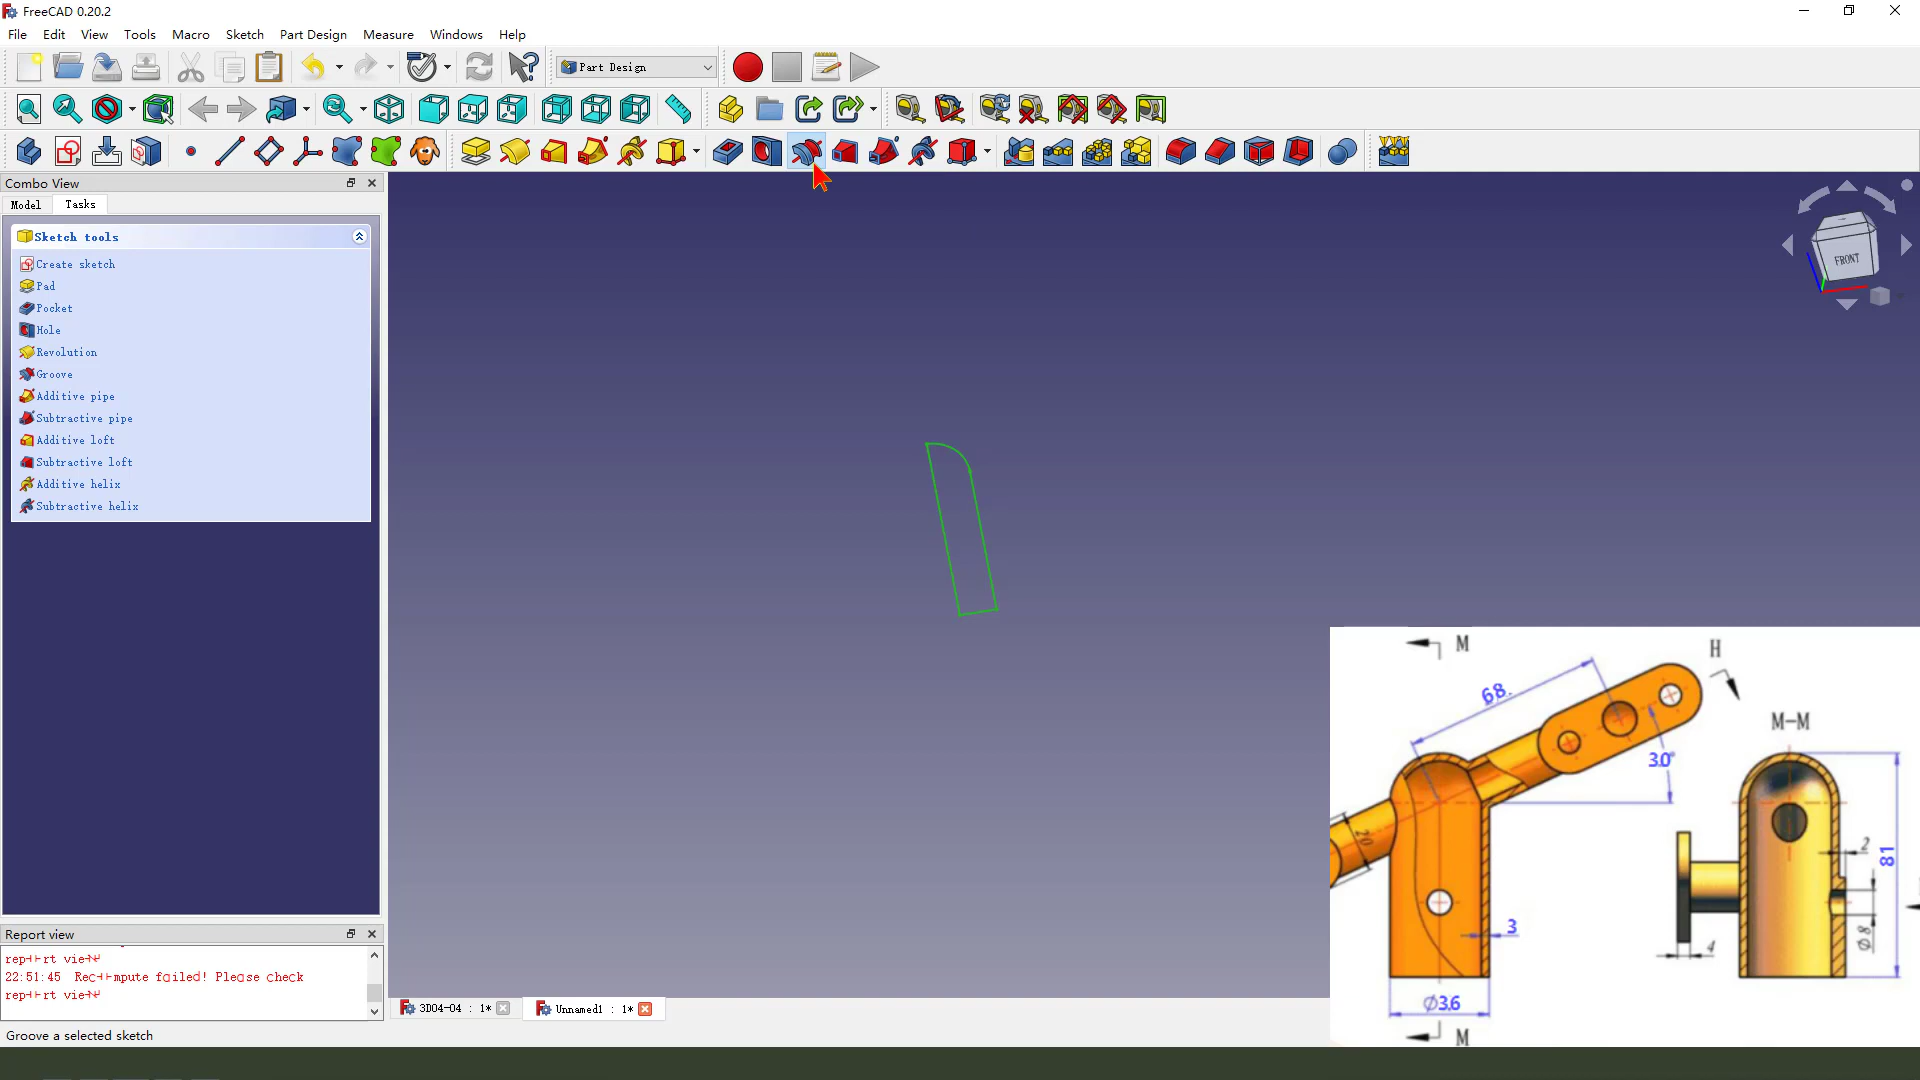 FreeCAD 0.20.2
File Edit View Tools Macro Sketch Part Design Measure Windows Help
Part Design
Combo View
Model Tasks
Sketch tools
Create sketch
Pad
Pocket
Hole
Revolution
Groove
Additive pipe
Subtractive pipe
Additive loft
Subtractive loft
Additive helix
Subtractive helix
FRONT
M
H
68
M-M
30°
20
2
81
3
4
Ø8
Ø36
M
Report view
22:51:45
3D04-04 : 1*
Unnamed1 : 1*
Groove a selected sketch